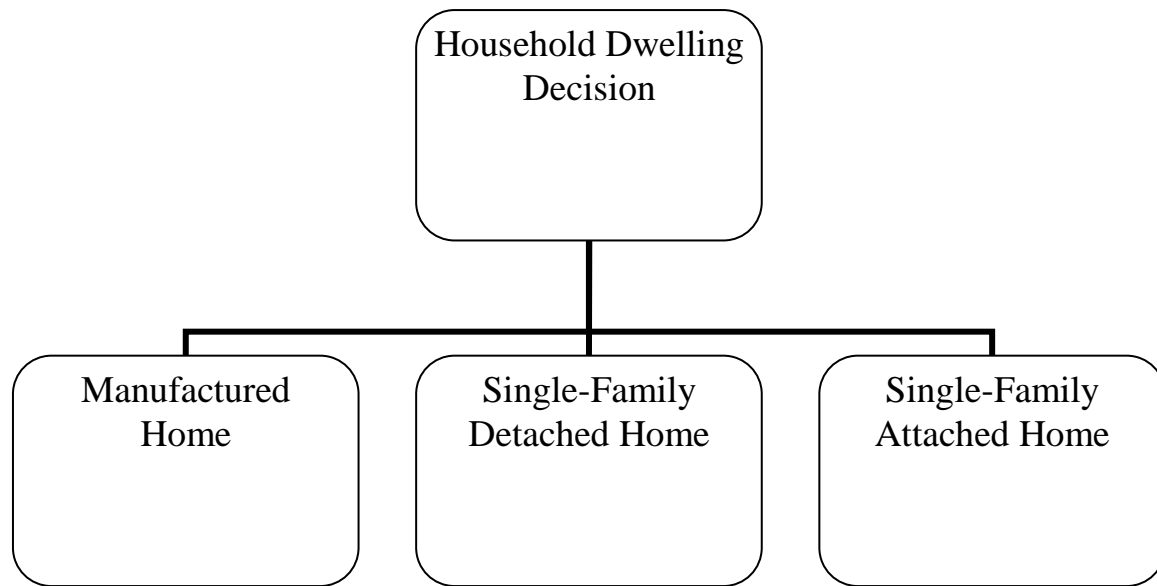 Household Dwelling
Decision
Manufactured
Home
Single-Family
Detached Home
Single-Family
Attached Home